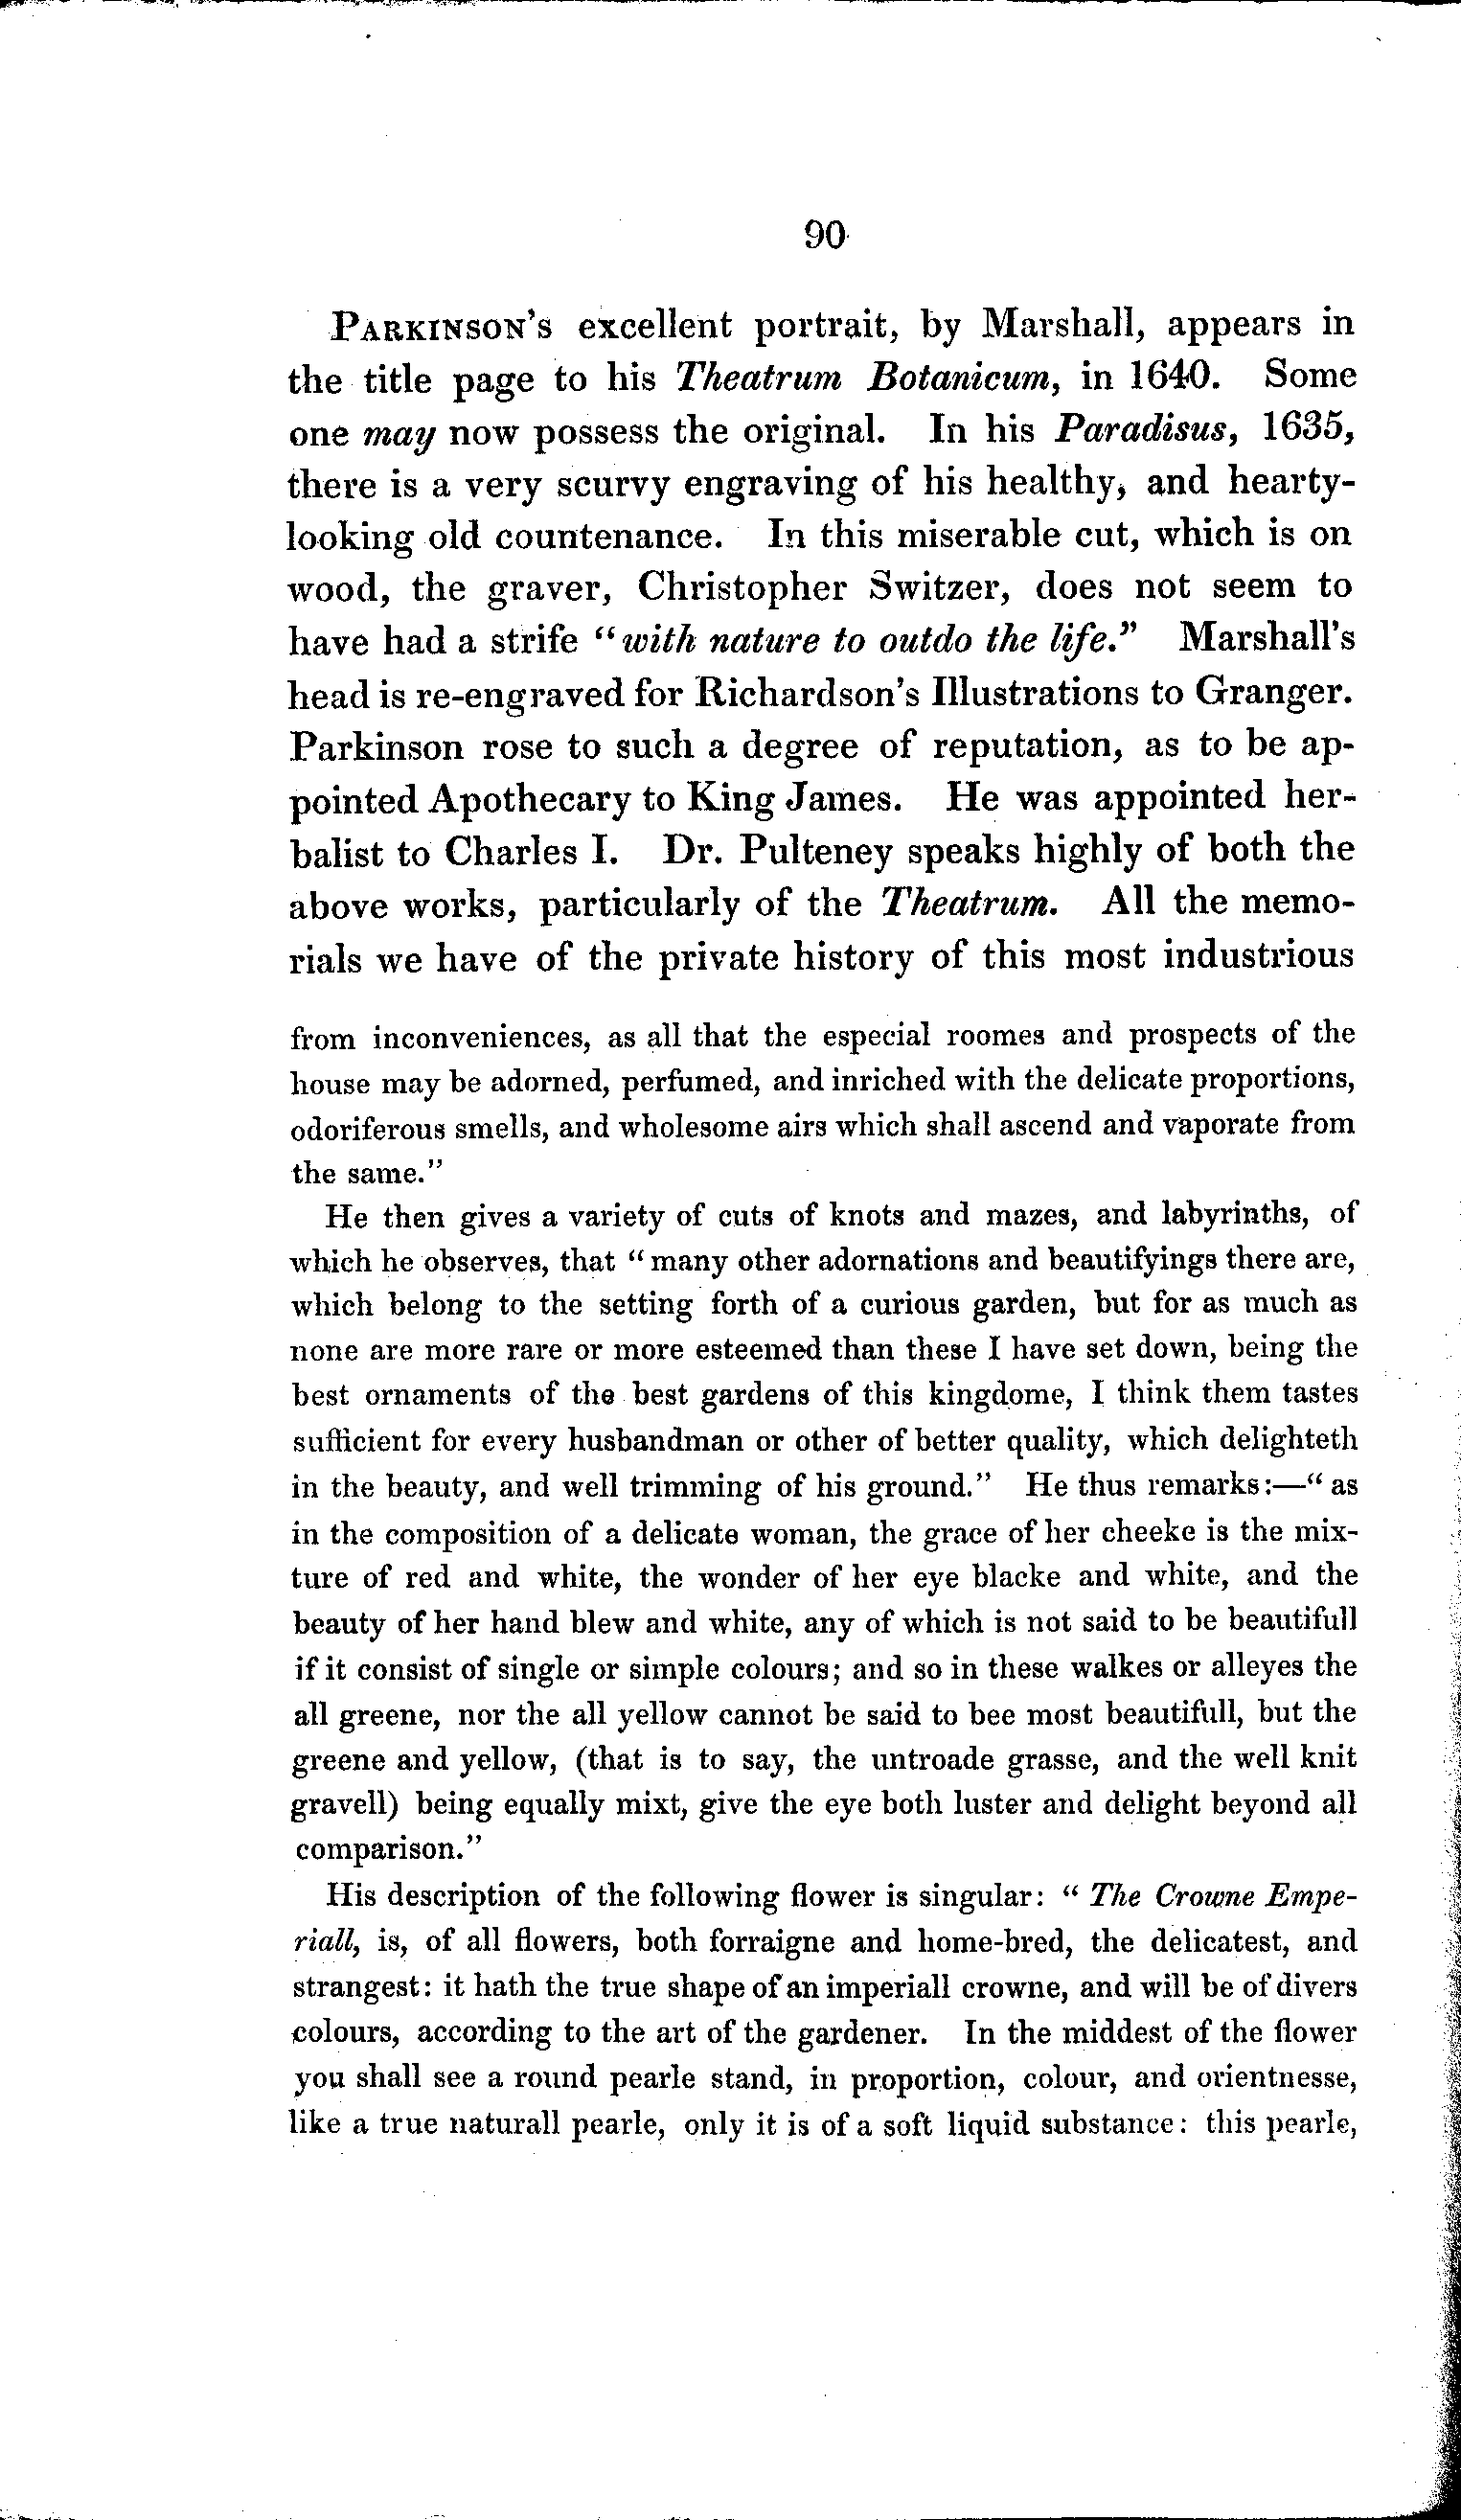 90
PARKINSON'S excellent portrait, by Marshall, appears in
the title page to his Theatrum Botanicum, in 1640. Some
one may now possess the original. In his Paradisus, 1635,
there is a very scurvy engraving of his healthy, and hearty-
looking old countenance. In this miserable cut, which is on
wood, the graver, Christopher Switzer, does not seem to
have had a strife "with nature to outdo the life." Marshall's
head is re-engraved for Richardson's Illustrations to Granger.
Parkinson rose to such a degree of reputation, as to be ap-
pointed Apothecary to King James. He was appointed her-
balist to Charles I. Dr. Pulteney speaks highly of both the
above works, particularly of the Theatrum. All the memo-
rials we have of the private history of this most industrious
from inconveniences, as all that the especial roomes and prospects of the
house may be adorned, perfumed, and inriched with the delicate proportions,
odoriferous smells, and wholesome airs which shall ascend and vaporate from
the same."
He then gives a variety of cuts of knots and mazes, and labyrinths, of
which he observes, that "many other adornations and beautifyings there are,
which belong to the setting forth of a curious garden, but for as much as
none are more rare or more esteemed than these I have set down, being the
best ornaments of the best gardens of this kingdome, I think them tastes
sufficient for every husbandman or other of better quality, which delighteth
in the beauty, and well trimming of his ground." He thus remarks:—"as
in the composition of a delicate woman, the grace of her cheeke is the mix-
ture of red and white, the wonder of her eye blacke and white, and the
beauty of her hand blew and white, any of which is not said to be beautifull
if it consist of single or simple colours; and so in these walkes or alleyes the
all greene, nor the all yellow cannot be said to bee most beautifull, but the
greene and yellow, (that is to say, the untroade grasse, and the well knit
gravell) being equally mixt, give the eye both luster and delight beyond all
comparison."
His description of the following flower is singular: "The Crowne Empe-
riall, is, of all flowers, both forraigne and home-bred, the delicatest, and
strangest: it hath the true shape of an imperiall crowne, and will be of divers
colours, according to the art of the gardener. In the middest of the flower
you shall see a round pearle stand, in proportion, colour, and orientnesse,
like a true naturall pearle, only it is of a soft liquid substance: this pearle,